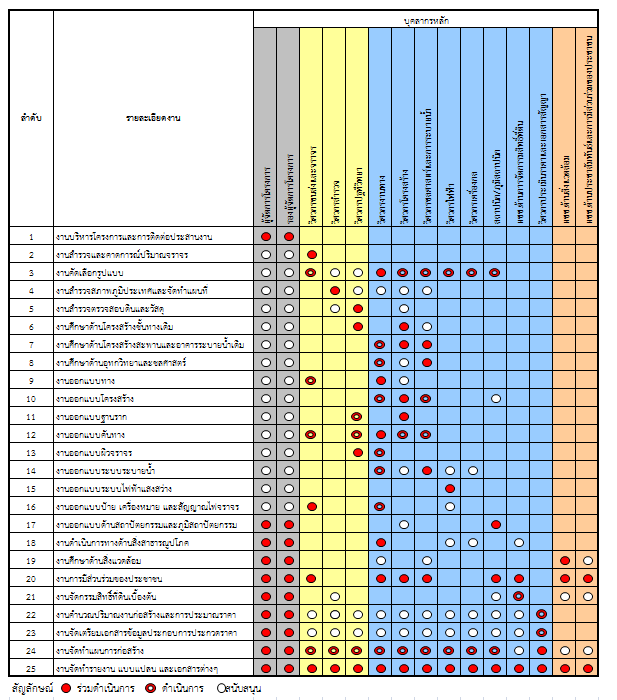 บุคลากรหลัก
ลำดับ
รายละเอียดงาน
ผู้จัดการโครงการ
รองผู้จัดการโครงการ
วิศวกรขนส่งและจราจร
วิศวกรสำรวจ
วิศวกรปฐพีวิทยา
วิศวกรงานทาง
วิศวกรโครงสร้าง
วิศวกรชลศาสตร์และการระบายน้ำ
วิศวกรไฟฟ้า
วิศวกรเครื่องกล
สถาปนิก/ภูมิสถาปนิก
ผชช.ด้านการจัดกรรมสิทธิ์ที่ดิน
วิศวกรประเมินราคาและเอกสารสัญญา
ผชช.ด้านสิ่งแวดล้อม
ผชช.ด้านประชาสัมพันธ์และการมีส่วนร่วมของประชาชน
1 งานบริหารโครงการและการติดต่อประสานงาน
2 งานสำรวจและคาดการณ์ปริมาณจราจร
3 งานคัดเลือกรูปแบบ
4 งานสำรวจสภาพภูมิประเทศและจัดทำแผนที่
5 งานสำรวจตรวจสอบดินและวัสดุ
6 งานศึกษาด้านโครงสร้างชั้นทางเดิม
7 งานศึกษาด้านโครงสร้างสะพานและอาคารระบายน้ำเดิม
8 งานศึกษาด้านอุทกวิทยาและชลศาสตร์
9 งานออกแบบทาง
10 งานออกแบบโครงสร้าง
11 งานออกแบบฐานราก
12 งานออกแบบคันทาง
13 งานออกแบบผิวจราจร
14 งานออกแบบระบบระบายน้ำ
15 งานออกแบบระบบไฟฟ้าแสงสว่าง
16 งานออกแบบป้าย เครื่องหมาย และสัญญาณไฟจราจร
17 งานออกแบบด้านสถาปัตยกรรมและภูมิสถาปัตยกรรม
18 งานดำเนินการทางด้านสิ่งสาธารณูปโภค
19 งานศึกษาด้านสิ่งแวดล้อม
20 งานการมีส่วนร่วมของประชาชน
21 งานจัดกรรมสิทธิ์ที่ดินเบื้องต้น
22 งานคำนวณปริมาณงานก่อสร้างและการประมาณราคา
23 งานจัดเตรียมเอกสารข้อมูลประกอบการประกวดราคา
24 งานจัดทำแผนการก่อสร้าง
25 งานจัดทำรายงาน แบบแปลน และเอกสารต่างๆ
สัญลักษณ์ ร่วมดำเนินการ ดำเนินการ สนับสนุน